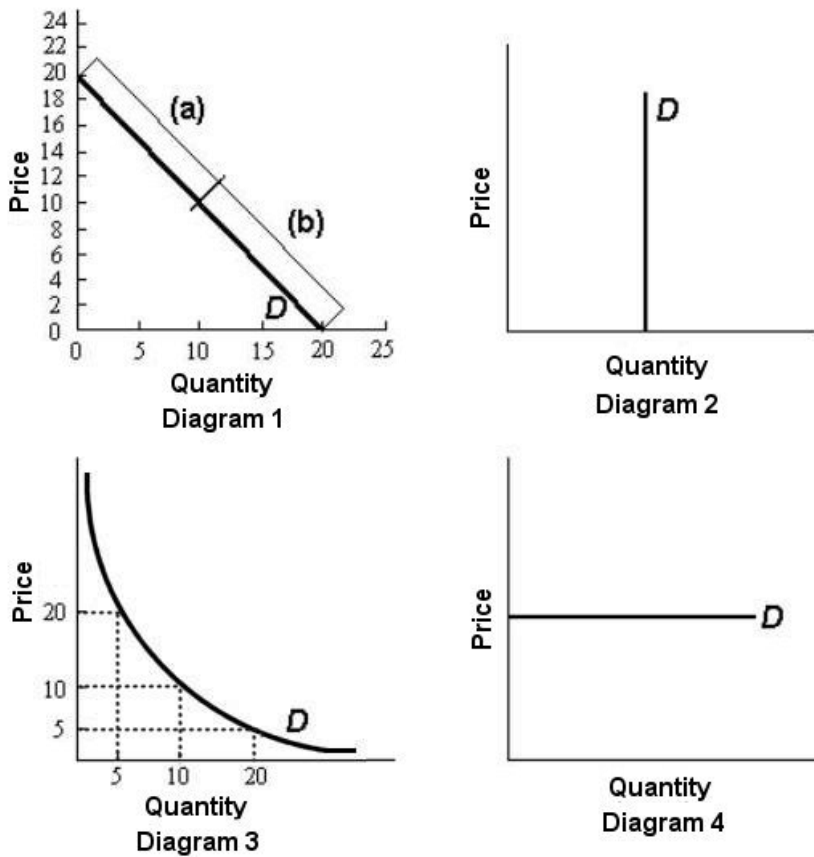 24
22
20
18
16
14
12
10
8
6
4
2
0
Price
(a)
(b)
D
0 5 10 15 20 25
Quantity
Diagram 1
Price
D
Quantity
Diagram 2
Price
20
10
5
D
5 10 20
Quantity
Diagram 3
Price
D
Quantity
Diagram 4